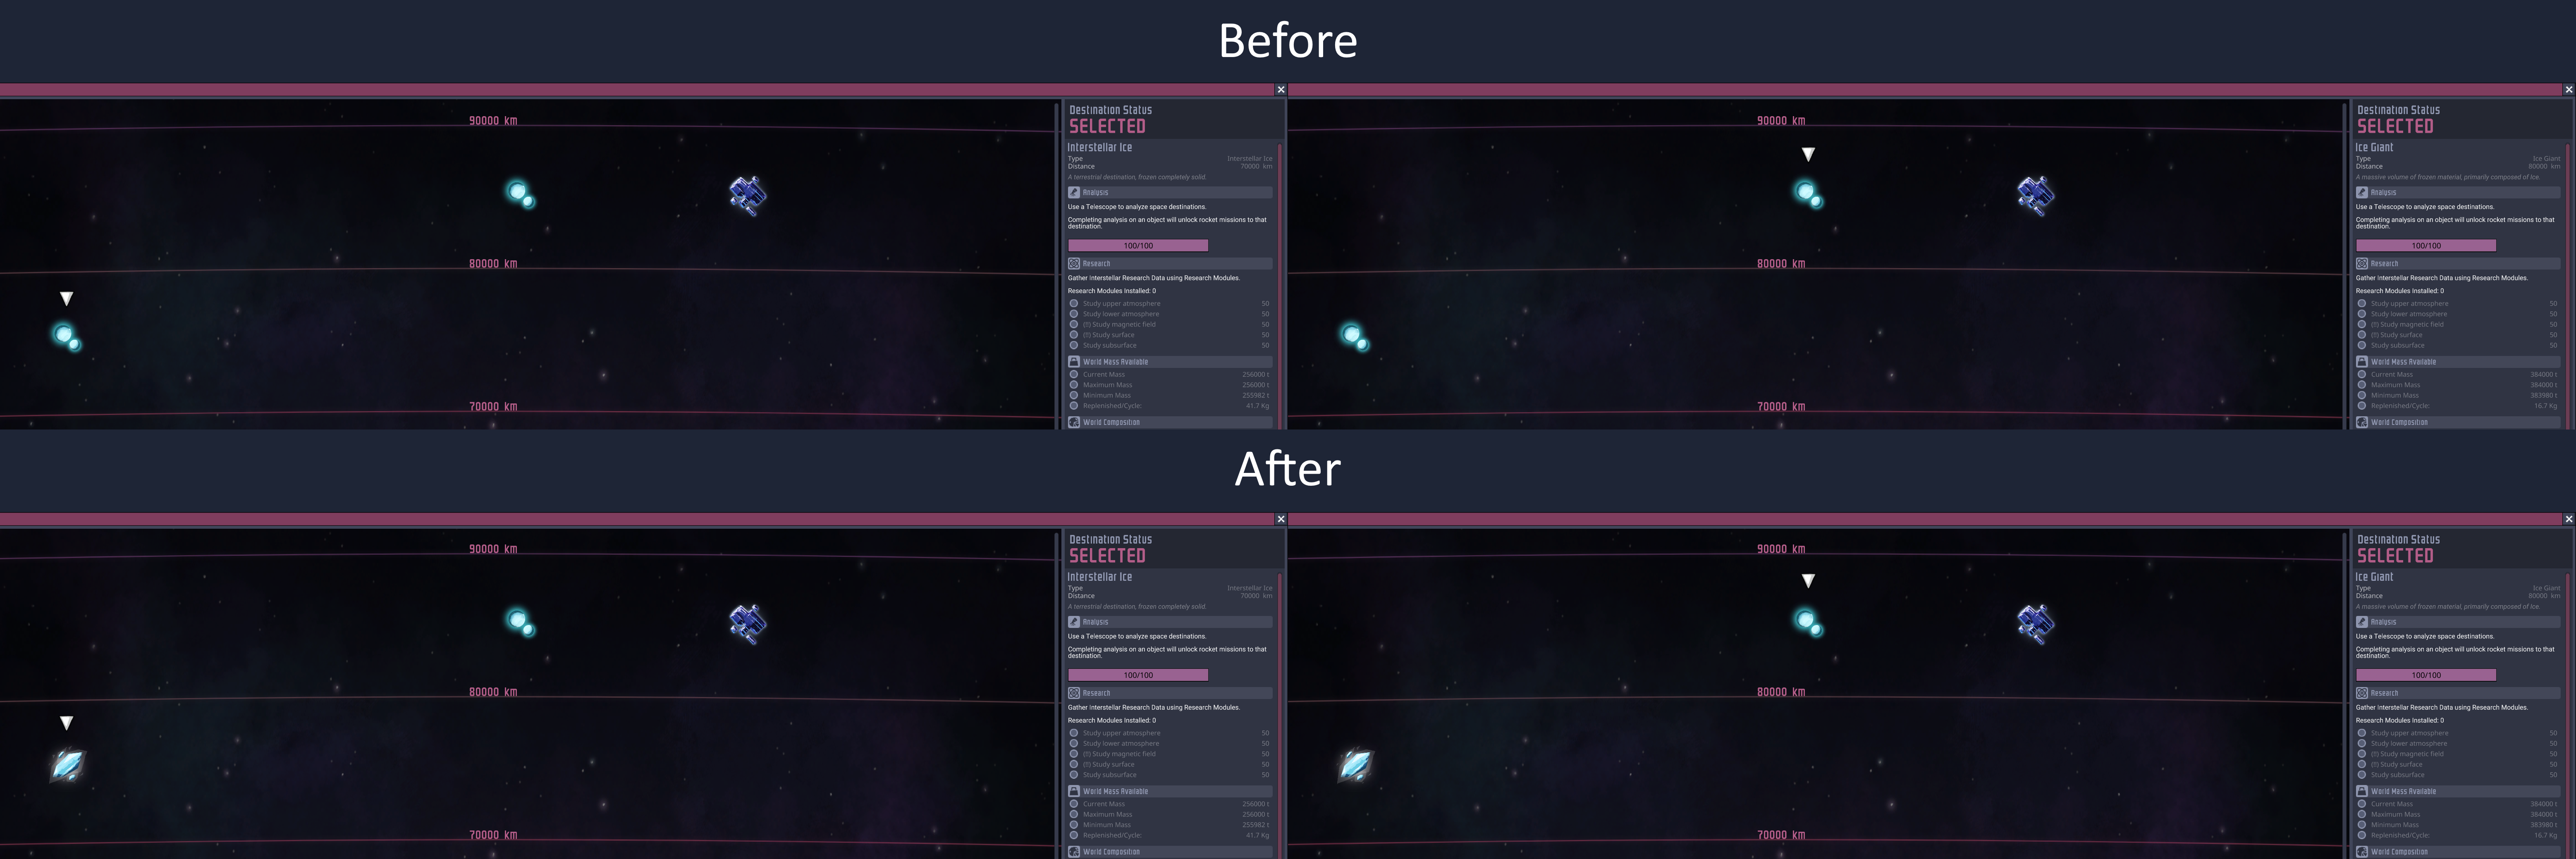 Before
90000 km
80000 km
70000 km
Destination Status
SELECTED
Interstellar Ice
Type Interstellar Ice
Distance 70000 km
A terrestrial destination, frozen completely solid.
Analysis
Use a Telescope to analyze space destinations.
Completing analysis on an object will unlock rocket missions to that
destination.
100/100
Research
Gather Interstellar Research Data using Research Modules.
Research Modules Installed: 0
Study upper atmosphere 50
Study lower atmosphere 50
(!!) Study magnetic field 50
(!!) Study surface 50
Study subsurface 50
World Mass Available
Current Mass 256000 t
Maximum Mass 256000 t
Minimum Mass 255982 t
Replenished/Cycle: 41.7 Kg
World Composition
90000 km
80000 km
70000 km
Destination Status
SELECTED
Ice Giant
Type Ice Giant
Distance 80000 km
A massive volume of frozen material, primarily composed of Ice.
Analysis
Use a Telescope to analyze space destinations.
Completing analysis on an object will unlock rocket missions to that
destination.
100/100
Research
Gather Interstellar Research Data using Research Modules.
Research Modules Installed: 0
Study upper atmosphere 50
Study lower atmosphere 50
(!!) Study magnetic field 50
(!!) Study surface 50
Study subsurface 50
World Mass Available
Current Mass 384000 t
Maximum Mass 384000 t
Minimum Mass 383980 t
Replenished/Cycle: 16.7 Kg
World Composition
After
90000 km
80000 km
70000 km
Destination Status
SELECTED
Interstellar Ice
Type Interstellar Ice
Distance 70000 km
A terrestrial destination, frozen completely solid.
Analysis
Use a Telescope to analyze space destinations.
Completing analysis on an object will unlock rocket missions to that
destination.
100/100
Research
Gather Interstellar Research Data using Research Modules.
Research Modules Installed: 0
Study upper atmosphere 50
Study lower atmosphere 50
(!!) Study magnetic field 50
(!!) Study surface 50
Study subsurface 50
World Mass Available
Current Mass 256000 t
Maximum Mass 256000 t
Minimum Mass 255982 t
Replenished/Cycle: 41.7 Kg
World Composition
90000 km
80000 km
70000 km
Destination Status
SELECTED
Ice Giant
Type Ice Giant
Distance 80000 km
A massive volume of frozen material, primarily composed of Ice.
Analysis
Use a Telescope to analyze space destinations.
Completing analysis on an object will unlock rocket missions to that
destination.
100/100
Research
Gather Interstellar Research Data using Research Modules.
Research Modules Installed: 0
Study upper atmosphere 50
Study lower atmosphere 50
(!!) Study magnetic field 50
(!!) Study surface 50
Study subsurface 50
World Mass Available
Current Mass 384000 t
Maximum Mass 384000 t
Minimum Mass 383980 t
Replenished/Cycle: 16.7 Kg
World Composition